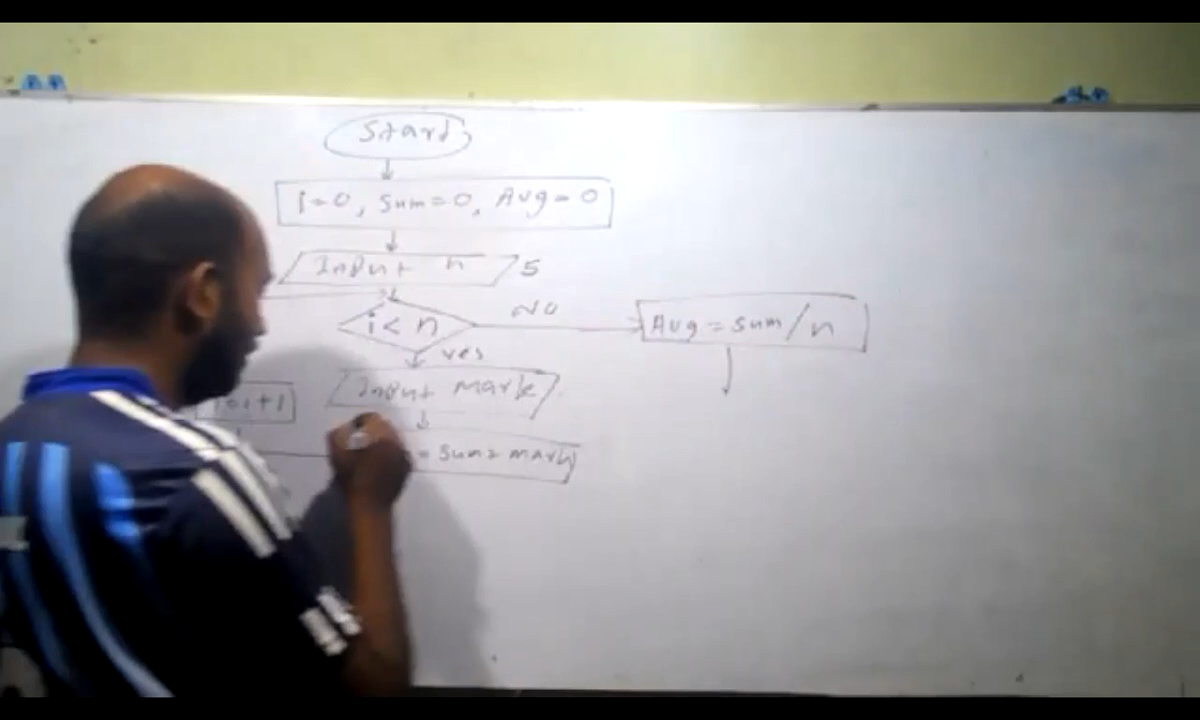 Start
i=0, Sum=0, Avg=0
Input n 5
i< n
NO
Avg = Sum/n
yes
Input Mark
i=i+1
= Sum+ Mark